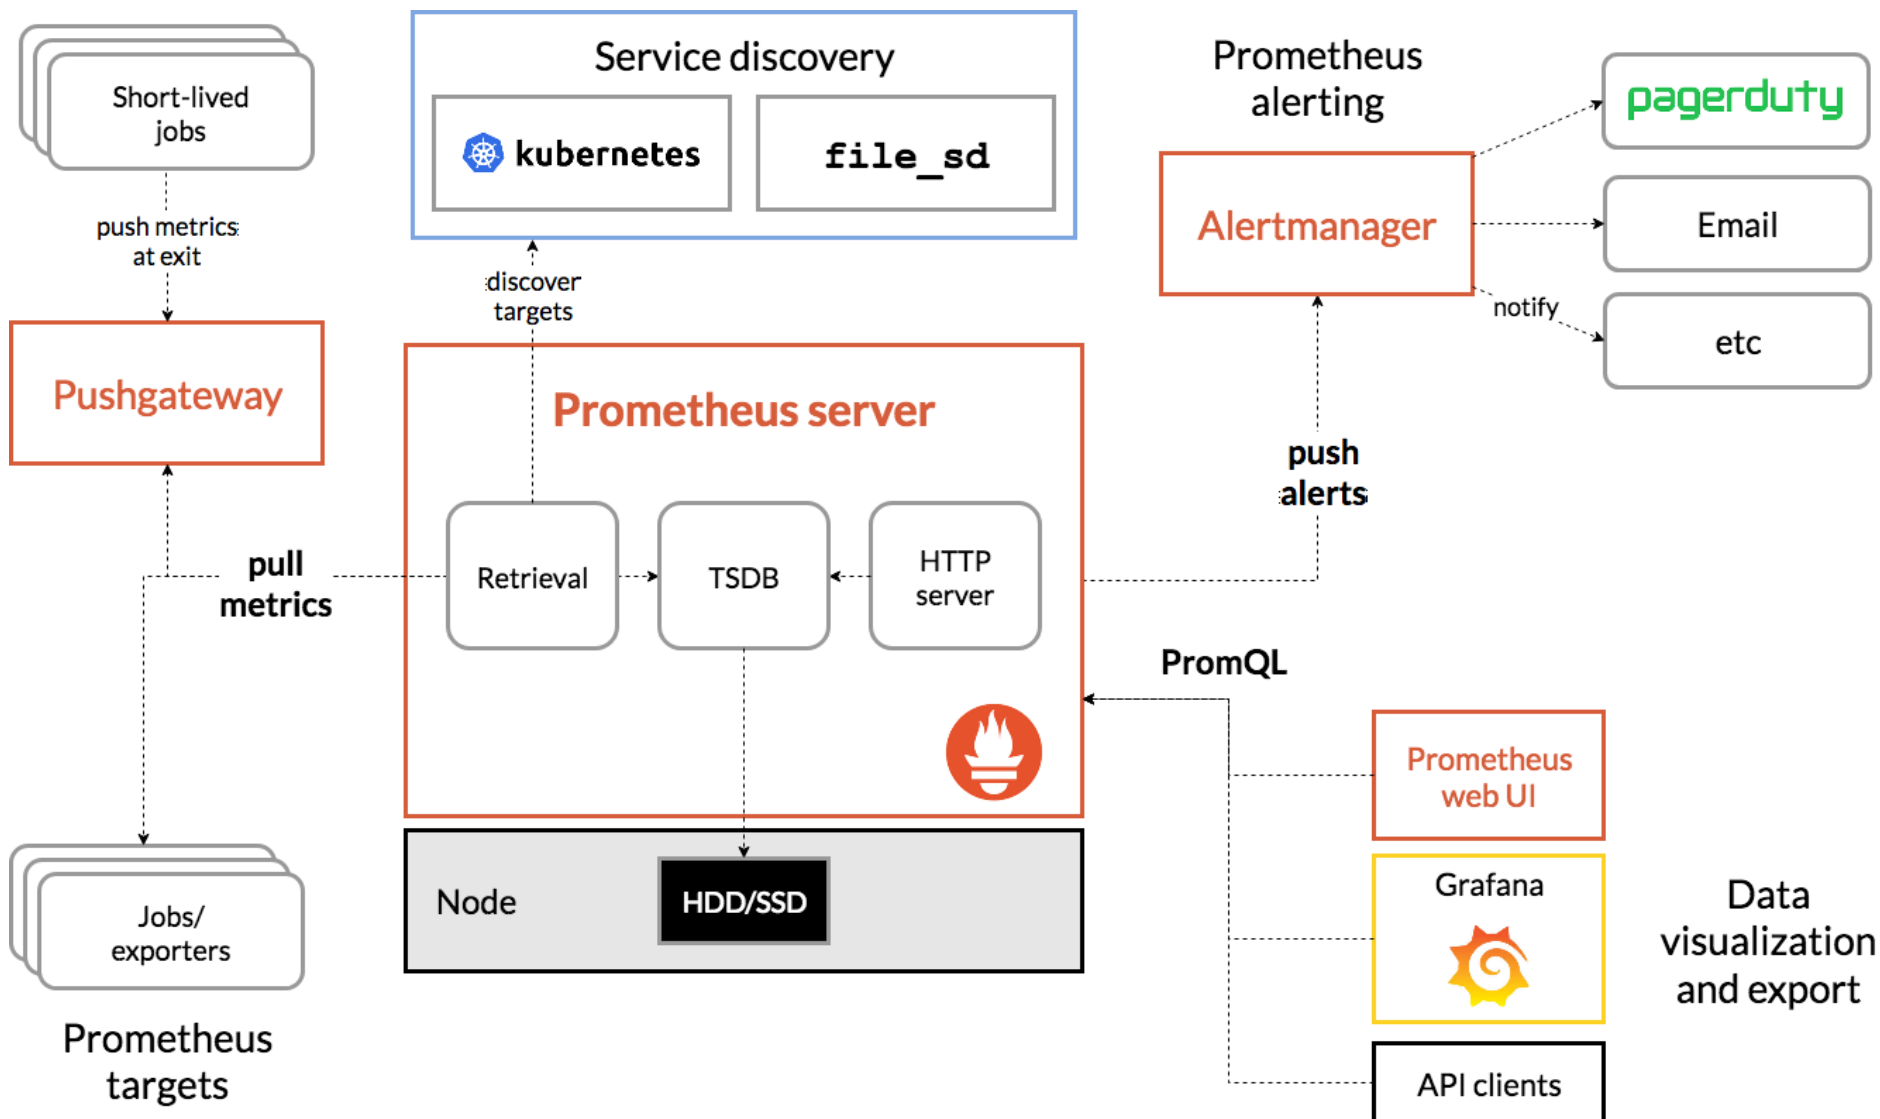 Short-lived
jobs
push metrics
at exit
Pushgateway
pull
metrics
Jobs/
exporters
Prometheus
targets
Service discovery
kubernetes
file_sd
discover
targets
Prometheus server
Retrieval
TSDB
HTTP
server
Node
HDD/SSD
Prometheus
alerting
Alertmanager
pagerduty
Email
notify
etc
push
alerts
PromQL
Prometheus
web UI
Grafana
API clients
Data
visualization
and export